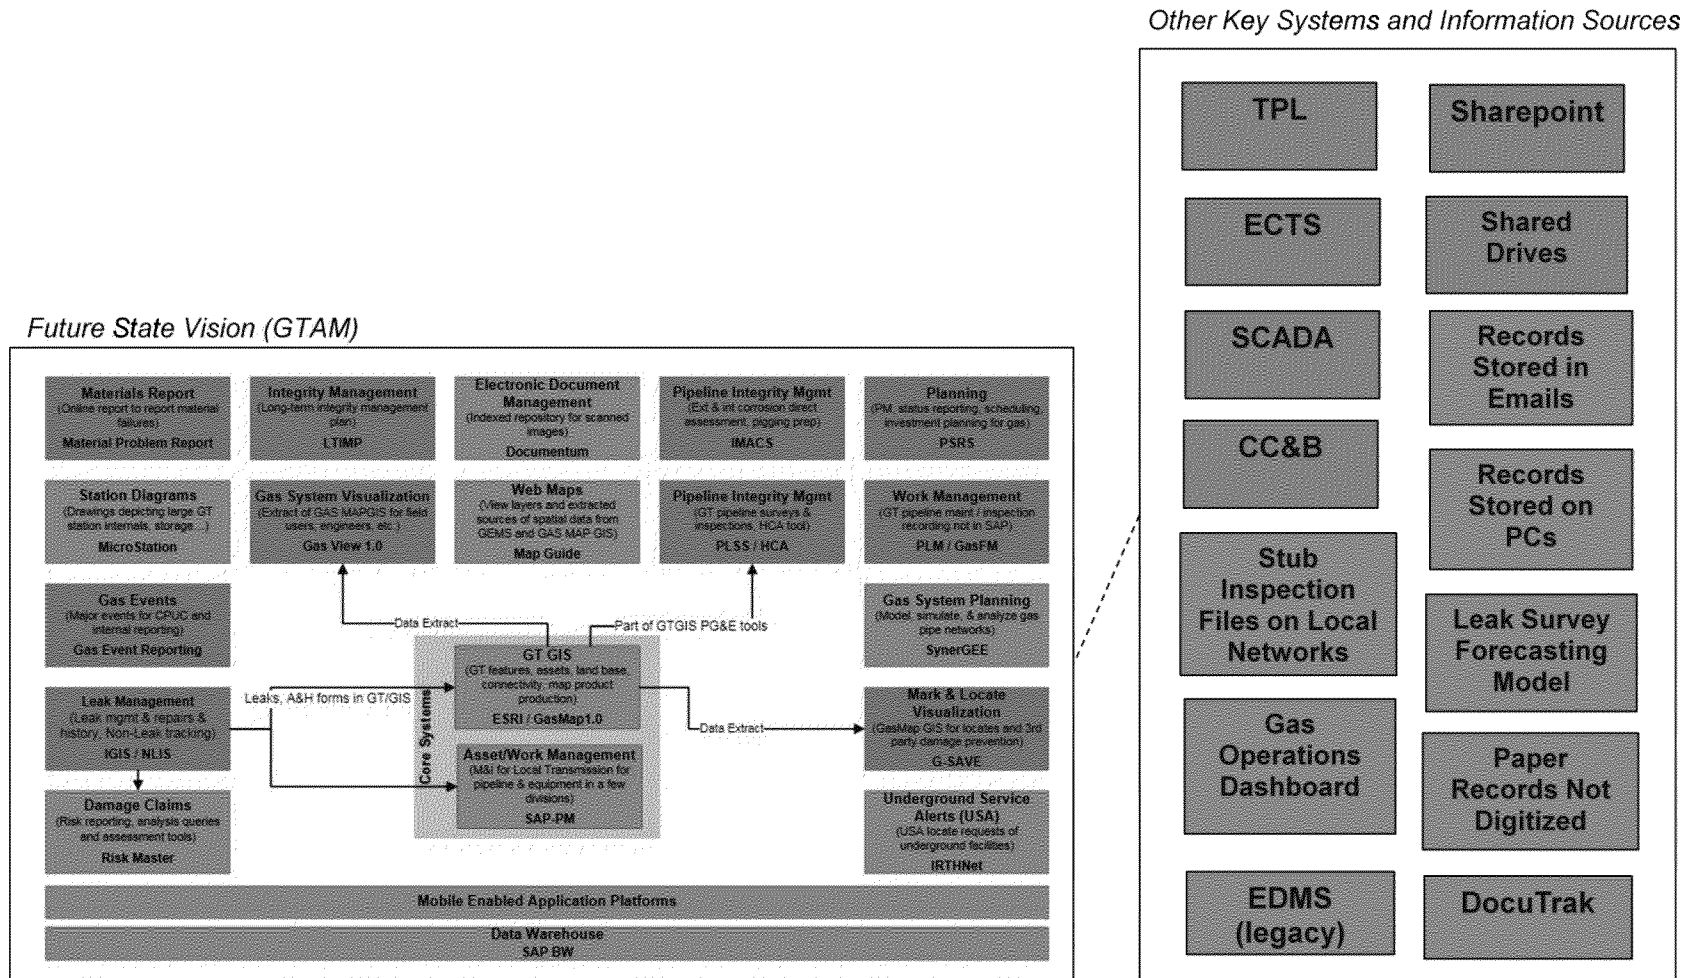 Other Key Systems and Information Sources
TPL
Sharepoint
ECTS
Shared
Drives
SCADA
Records
Stored in
Emails
CC&B
Records
Stored on
PCs
Stub
Inspection
Files on Local
Networks
Leak Survey
Forecasting
Model
Gas
Operations
Dashboard
Paper
Records Not
Digitized
EDMS
(legacy)
DocuTrak
Future State Vision (GTAM)
Materials Report
(Online report to report material
failures)
Material Problem Report
Integrity Management
(Long-term integrity management
plan)
LTIMP
Electronic Document
Management
(Indexed repository for scanned
images)
Documentum
Pipeline Integrity Mgmt
(Ext & int corrosion direct
assessment, pigging prep)
IMACS
Planning
(PM, status reporting, scheduling,
investment planning for gas)
PSRS
Station Diagrams
(Drawings depicting large GT
station internals, storage...)
MicroStation
Gas System Visualization
(Extract of GAS MAPGIS for field
users, engineers, etc.)
Gas View 1.0
Web Maps
(View layers and extracted
sources of spatial data from
GEMS and GAS MAP GIS)
Map Guide
Pipeline Integrity Mgmt
(GT pipeline surveys &
inspections, HCA tool)
PLSS / HCA
Work Management
(GT pipeline maint / inspection
recording not in SAP)
PLM / GasFM
Gas Events
(Major events for CPUC and
internal reporting)
Gas Event Reporting
Data Extract
Part of GTGIS PG&E tools
Gas System Planning
(Model, simulate, & analyze gas
pipe networks)
SynerGEE
Leak Management
(Leak mgmt & repairs &
history, Non-Leak tracking)
IGIS / NLIS
Leaks, A&H forms in GT/GIS
Core Systems
GT GIS
(GT features, assets, land base,
connectivity, map product
production)
ESRI / GasMap1.0
Data Extract
Mark & Locate
Visualization
(GasMap GIS for locates and 3rd
party damage prevention)
G-SAVE
Asset/Work Management
(M&I for Local Transmission for
pipeline & equipment in a few
divisions)
SAP-PM
Damage Claims
(Risk reporting, analysis queries
and assessment tools)
Risk Master
Underground Service
Alerts (USA)
(USA locate requests of
underground facilities)
IRTHNet
Mobile Enabled Application Platforms
Data Warehouse
SAP BW